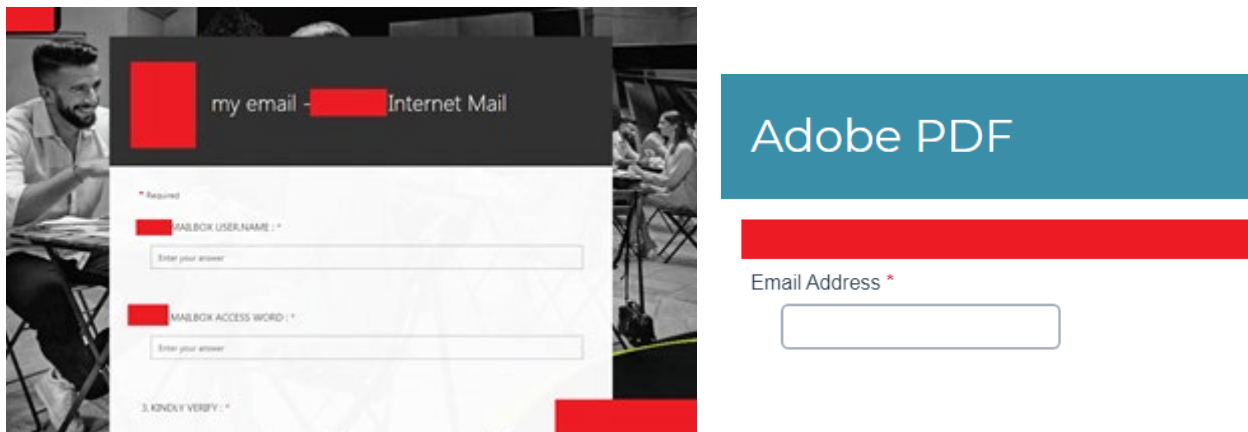 my email - Internet Mail
* Required
MAILBOX USER.NAME : *
Enter your answer
MAILBOX ACCESS WORD : *
Enter your answer
3. KINDLY VERIFY : *
Adobe PDF
Email Address *